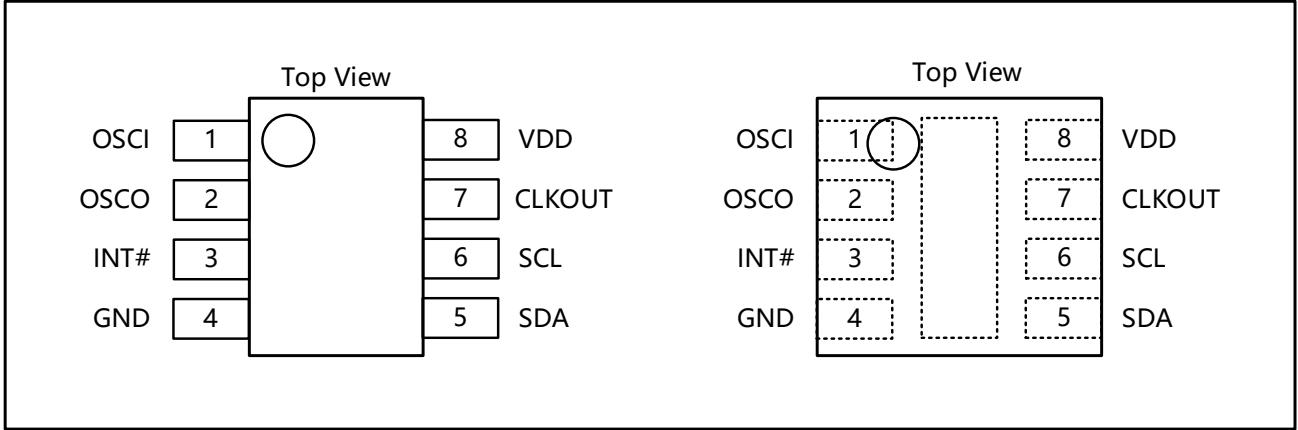 Top View
OSCI 1 8 VDD
OSCO 2 7 CLKOUT
INT# 3 6 SCL
GND 4 5 SDA
Top View
OSCI 1 8 VDD
OSCO 2 7 CLKOUT
INT# 3 6 SCL
GND 4 5 SDA